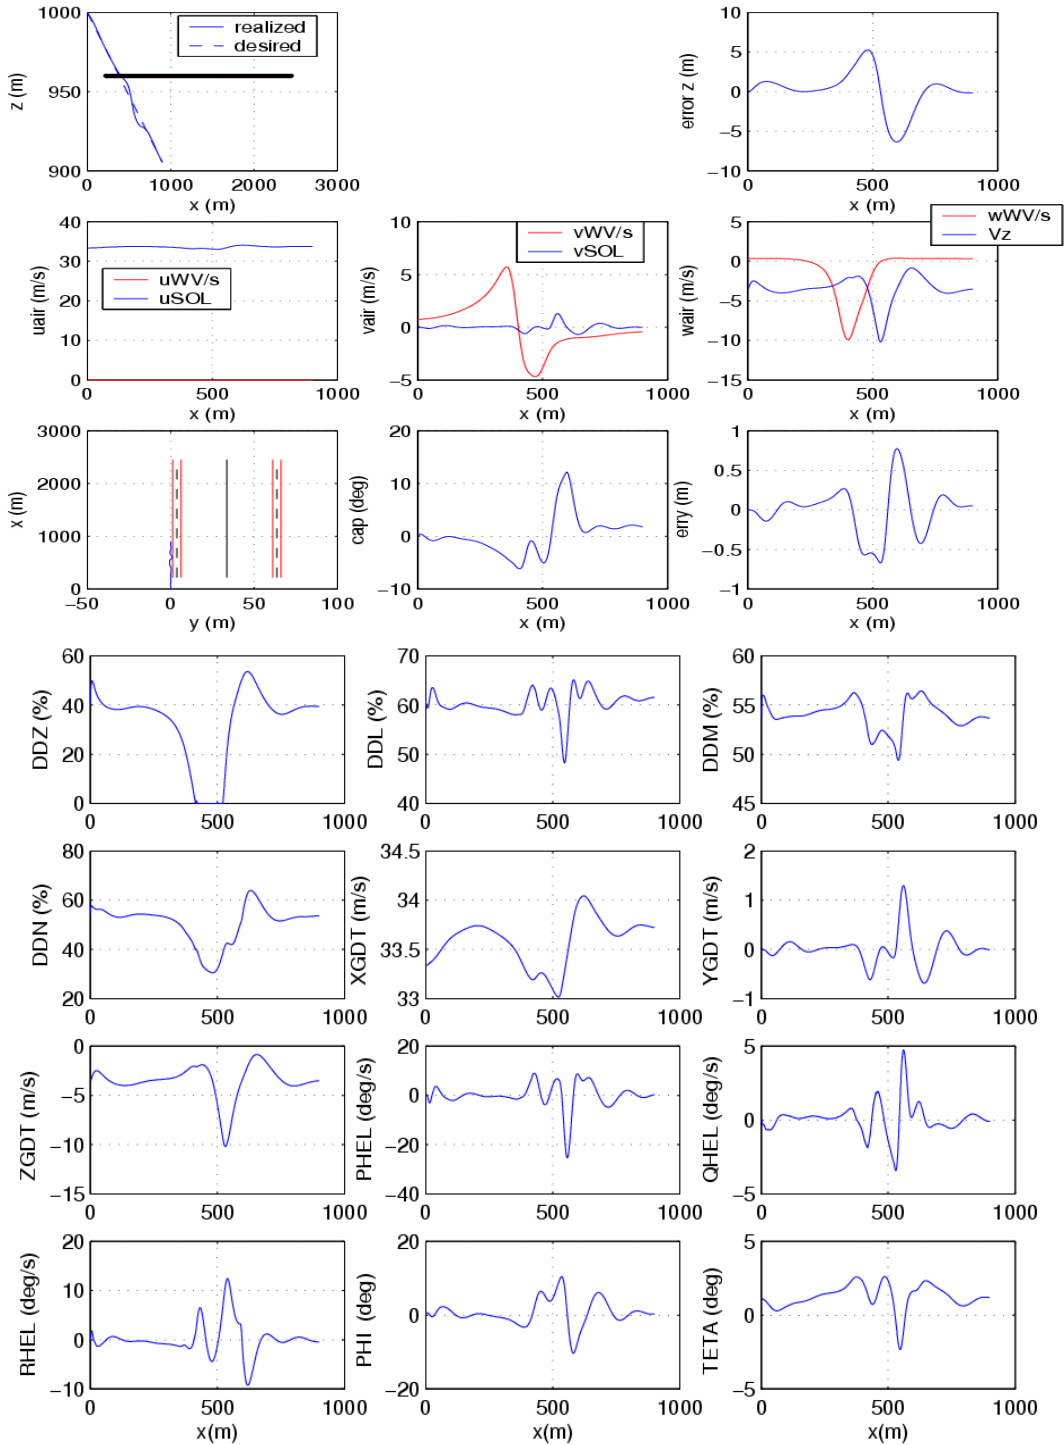 1000
950
900
z (m)
realized
desired
0 1000 2000 3000
x (m)
10
5
0
−5
−10
error z (m)
0 500 1000
x (m)
40
30
20
10
0
uair (m/s)
uWV/s
uSOL
0 500 1000
x (m)
10
5
0
−5
vair (m/s)
vWV/s
vSOL
0 500 1000
x (m)
5
0
−5
−10
−15
wair (m/s)
wWV/s
Vz
0 500 1000
x (m)
3000
2000
1000
0
x (m)
−50 0 50 100
y (m)
20
10
0
−10
cap (deg)
0 500 1000
x (m)
1
0.5
0
−0.5
−1
erry (m)
0 500 1000
x (m)
60
40
20
0
DDZ (%)
0 500 1000
70
60
50
40
DDL (%)
0 500 1000
60
55
50
45
DDM (%)
0 500 1000
80
60
40
20
DDN (%)
0 500 1000
34.5
34
33.5
33
XGDT (m/s)
0 500 1000
2
1
0
−1
YGDT (m/s)
0 500 1000
0
−5
−10
−15
ZGDT (m/s)
0 500 1000
20
0
−20
−40
PHEL (deg/s)
0 500 1000
5
0
−5
QHEL (deg/s)
0 500 1000
20
10
0
−10
RHEL (deg/s)
0 500 1000
x(m)
20
0
−20
PHI (deg)
0 500 1000
x(m)
5
0
−5
TETA (deg)
0 500 1000
x(m)